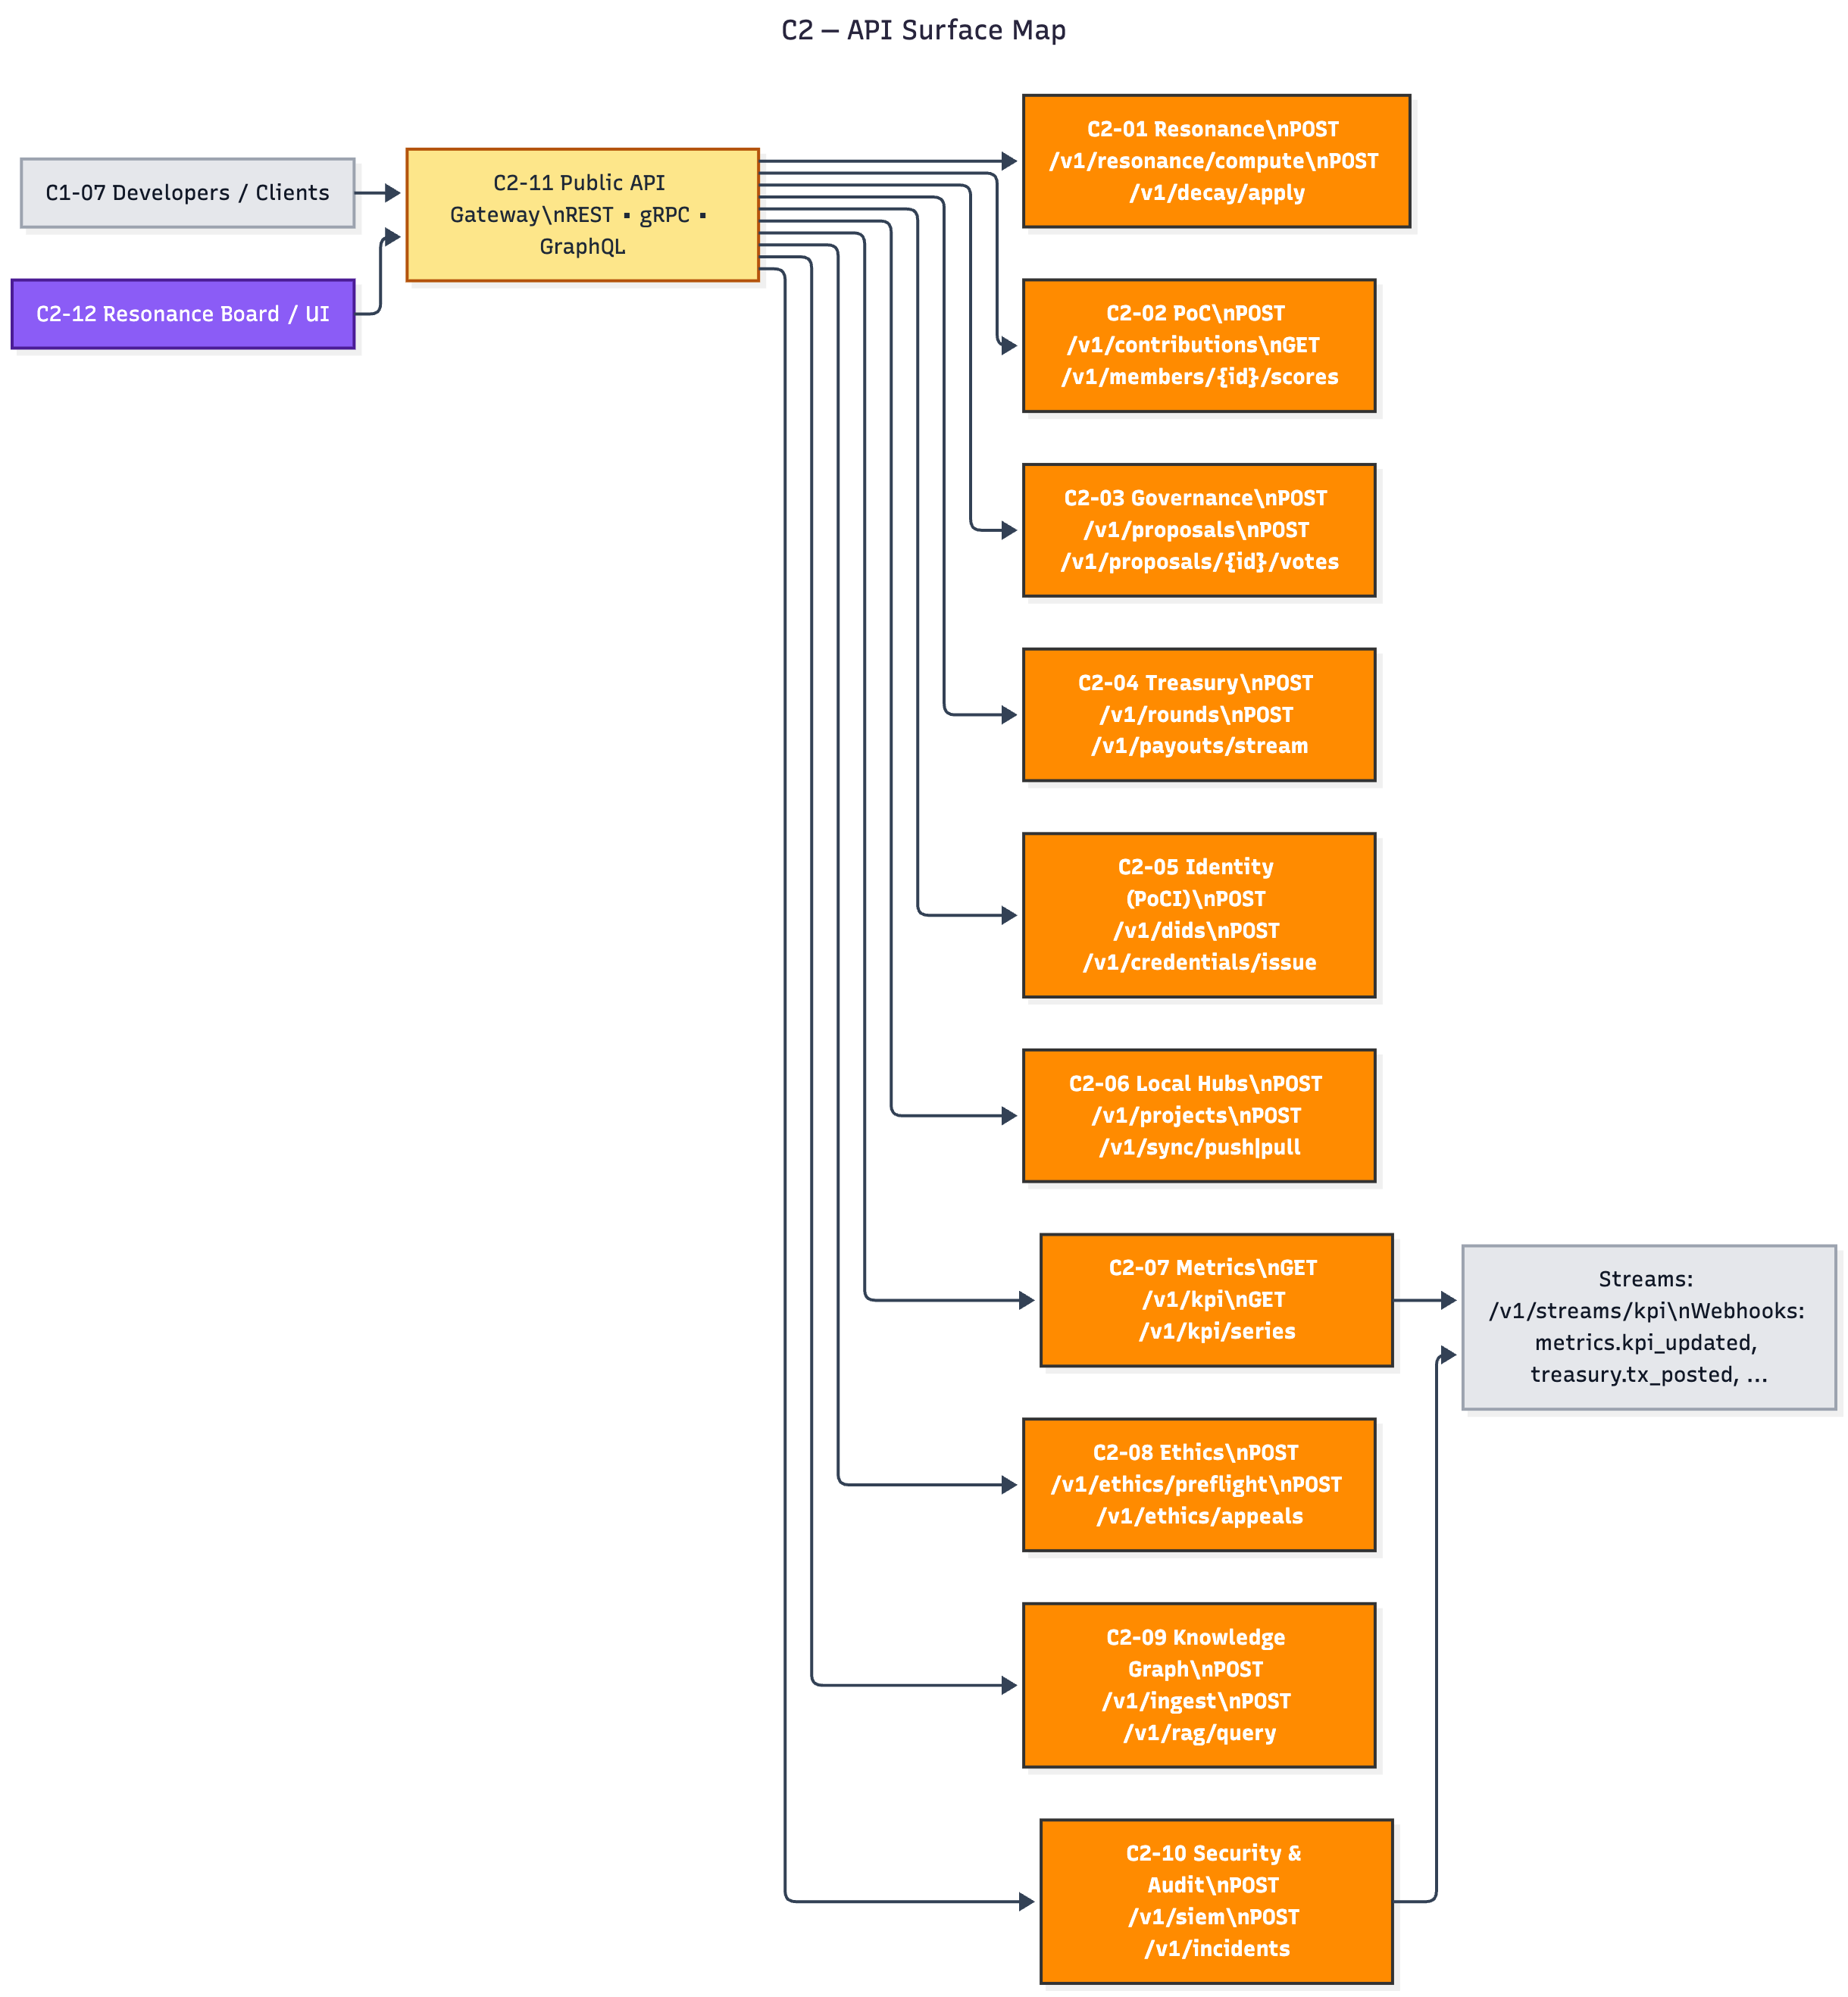 C2 — API Surface Map
C1-07 Developers / Clients
C2-12 Resonance Board / UI
C2-11 Public API
Gateway\nREST • gRPC •
GraphQL
C2-01 Resonance\nPOST
/v1/resonance/compute\nPOST
/v1/decay/apply
C2-02 PoC\nPOST
/v1/contributions\nGET
/v1/members/{id}/scores
C2-03 Governance\nPOST
/v1/proposals\nPOST
/v1/proposals/{id}/votes
C2-04 Treasury\nPOST
/v1/rounds\nPOST
/v1/payouts/stream
C2-05 Identity
(PoCI)\nPOST
/v1/dids\nPOST
/v1/credentials/issue
C2-06 Local Hubs\nPOST
/v1/projects\nPOST
/v1/sync/push|pull
C2-07 Metrics\nGET
/v1/kpi\nGET
/v1/kpi/series
Streams:
/v1/streams/kpi\nWebhooks:
metrics.kpi_updated,
treasury.tx_posted, ...
C2-08 Ethics\nPOST
/v1/ethics/preflight\nPOST
/v1/ethics/appeals
C2-09 Knowledge
Graph\nPOST
/v1/ingest\nPOST
/v1/rag/query
C2-10 Security &
Audit\nPOST
/v1/siem\nPOST
/v1/incidents